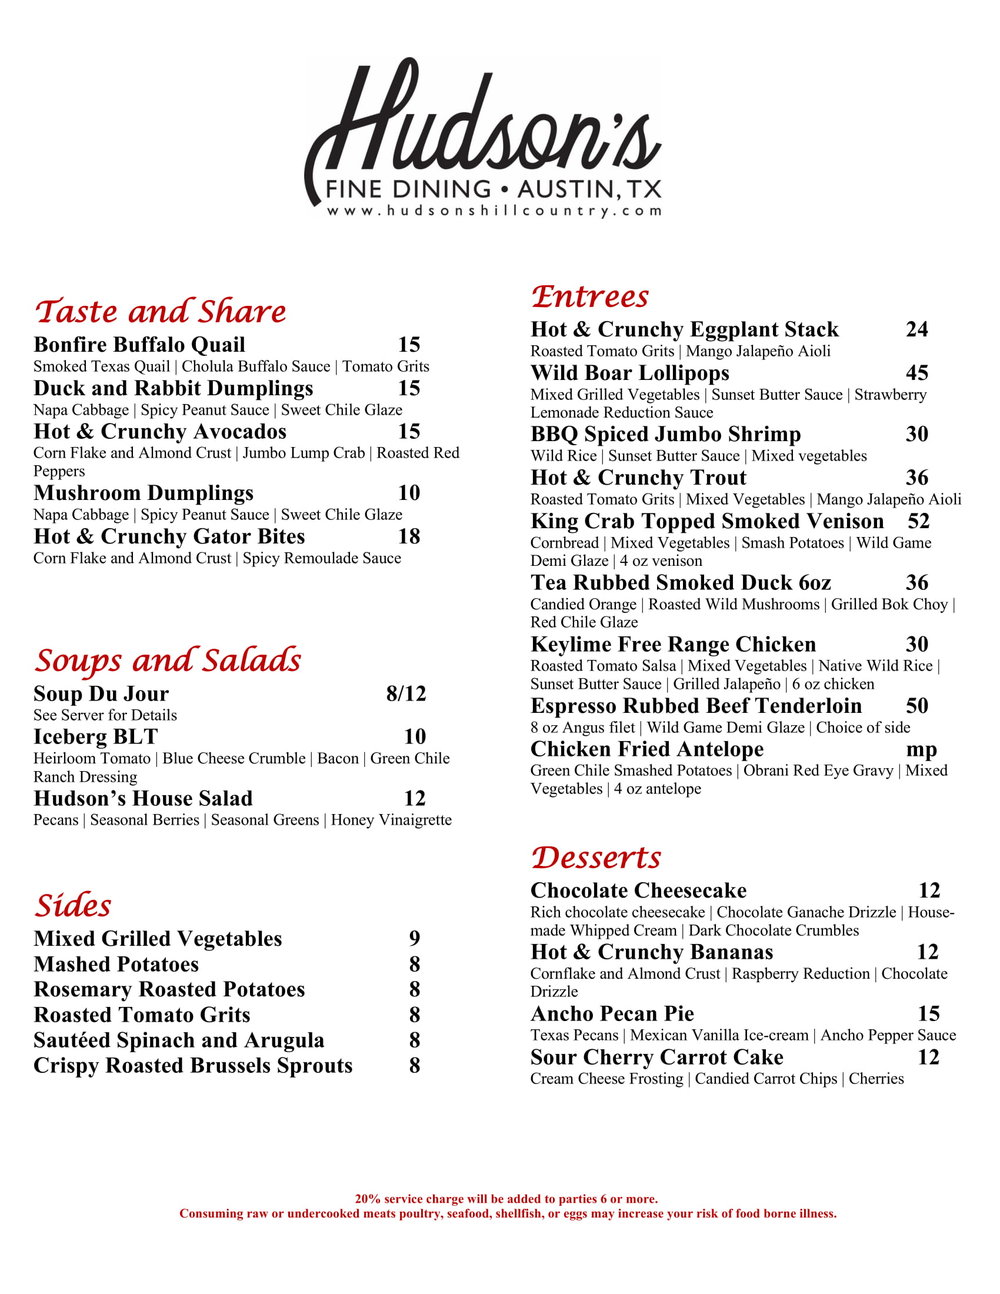 Hudson's
FINE DINING • AUSTIN, TX
www.hudsonshillcountry.com
Taste and Share
Bonfire Buffalo Quail 15
Smoked Texas Quail | Cholula Buffalo Sauce | Tomato Grits
Duck and Rabbit Dumplings 15
Napa Cabbage | Spicy Peanut Sauce | Sweet Chile Glaze
Hot & Crunchy Avocados 15
Corn Flake and Almond Crust | Jumbo Lump Crab | Roasted Red
Peppers
Mushroom Dumplings 10
Napa Cabbage | Spicy Peanut Sauce | Sweet Chile Glaze
Hot & Crunchy Gator Bites 18
Corn Flake and Almond Crust | Spicy Remoulade Sauce
Soups and Salads
Soup Du Jour 8/12
See Server for Details
Iceberg BLT 10
Heirloom Tomato | Blue Cheese Crumble | Bacon | Green Chile
Ranch Dressing
Hudson’s House Salad 12
Pecans | Seasonal Berries | Seasonal Greens | Honey Vinaigrette
Sides
Mixed Grilled Vegetables 9
Mashed Potatoes 8
Rosemary Roasted Potatoes 8
Roasted Tomato Grits 8
Sautéed Spinach and Arugula 8
Crispy Roasted Brussels Sprouts 8
Entrees
Hot & Crunchy Eggplant Stack 24
Roasted Tomato Grits | Mango Jalapeño Aioli
Wild Boar Lollipops 45
Mixed Grilled Vegetables | Sunset Butter Sauce | Strawberry
Lemonade Reduction Sauce
BBQ Spiced Jumbo Shrimp 30
Wild Rice | Sunset Butter Sauce | Mixed vegetables
Hot & Crunchy Trout 36
Roasted Tomato Grits | Mixed Vegetables | Mango Jalapeño Aioli
King Crab Topped Smoked Venison 52
Cornbread | Mixed Vegetables | Smash Potatoes | Wild Game
Demi Glaze | 4 oz venison
Tea Rubbed Smoked Duck 6oz 36
Candied Orange | Roasted Wild Mushrooms | Grilled Bok Choy |
Red Chile Glaze
Keylime Free Range Chicken 30
Roasted Tomato Salsa | Mixed Vegetables | Native Wild Rice |
Sunset Butter Sauce | Grilled Jalapeño | 6 oz chicken
Espresso Rubbed Beef Tenderloin 50
8 oz Angus filet | Wild Game Demi Glaze | Choice of side
Chicken Fried Antelope mp
Green Chile Smashed Potatoes | Obrani Red Eye Gravy | Mixed
Vegetables | 4 oz antelope
Desserts
Chocolate Cheesecake 12
Rich chocolate cheesecake | Chocolate Ganache Drizzle | House-
made Whipped Cream | Dark Chocolate Crumbles
Hot & Crunchy Bananas 12
Cornflake and Almond Crust | Raspberry Reduction | Chocolate
Drizzle
Ancho Pecan Pie 15
Texas Pecans | Mexican Vanilla Ice-cream | Ancho Pepper Sauce
Sour Cherry Carrot Cake 12
Cream Cheese Frosting | Candied Carrot Chips | Cherries
20% service charge will be added to parties 6 or more.
Consuming raw or undercooked meats poultry, seafood, shellfish, or eggs may increase your risk of food borne illness.